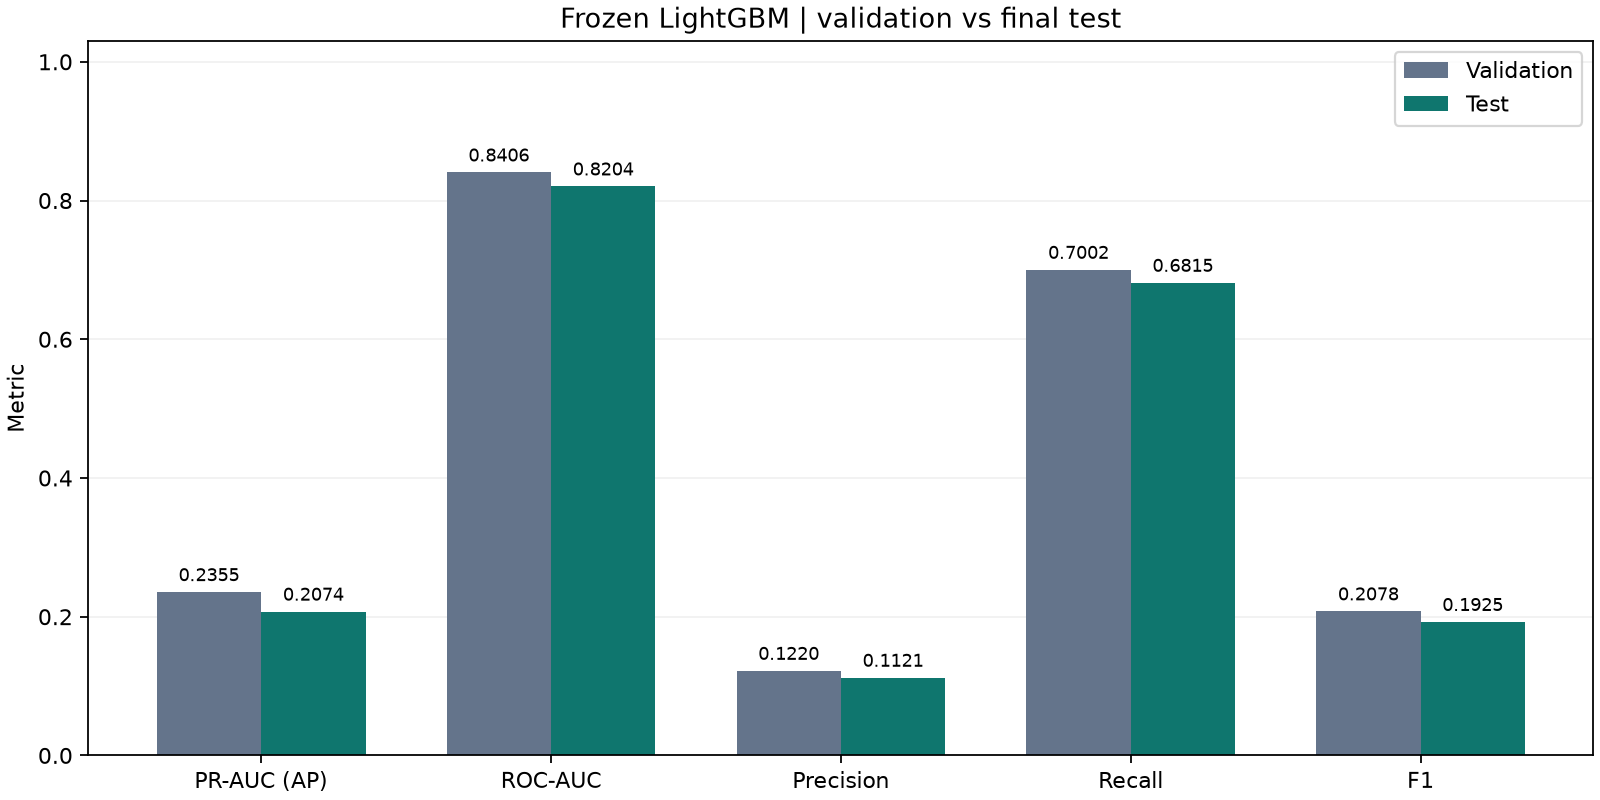 Frozen LightGBM | validation vs final test
Validation
Test
Metric
1.0
0.8
0.6
0.4
0.2
0.0
0.2355
0.2074
0.8406
0.8204
0.1220
0.1121
0.7002
0.6815
0.2078
0.1925
PR-AUC (AP)
ROC-AUC
Precision
Recall
F1